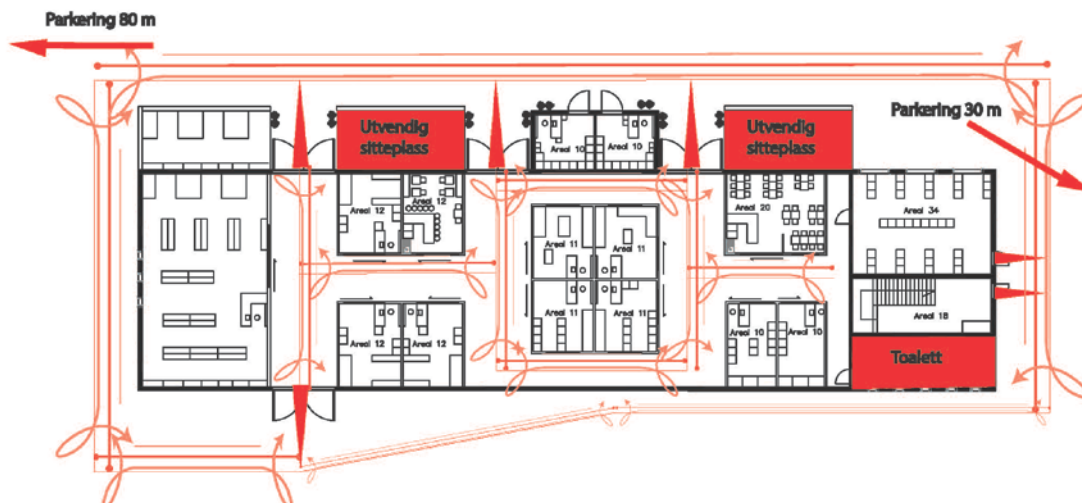 Parkering 80 m
Parkering 30 m
Utvendig
sitteplass
Utvendig
sitteplass
Areal 10
Areal 10
Areal 12
Areal 12
Areal 20
Areal 34
Areal 11
Areal 11
Areal 11
Areal 11
Areal 18
Areal 12
Areal 12
Areal 10
Areal 10
Toalett